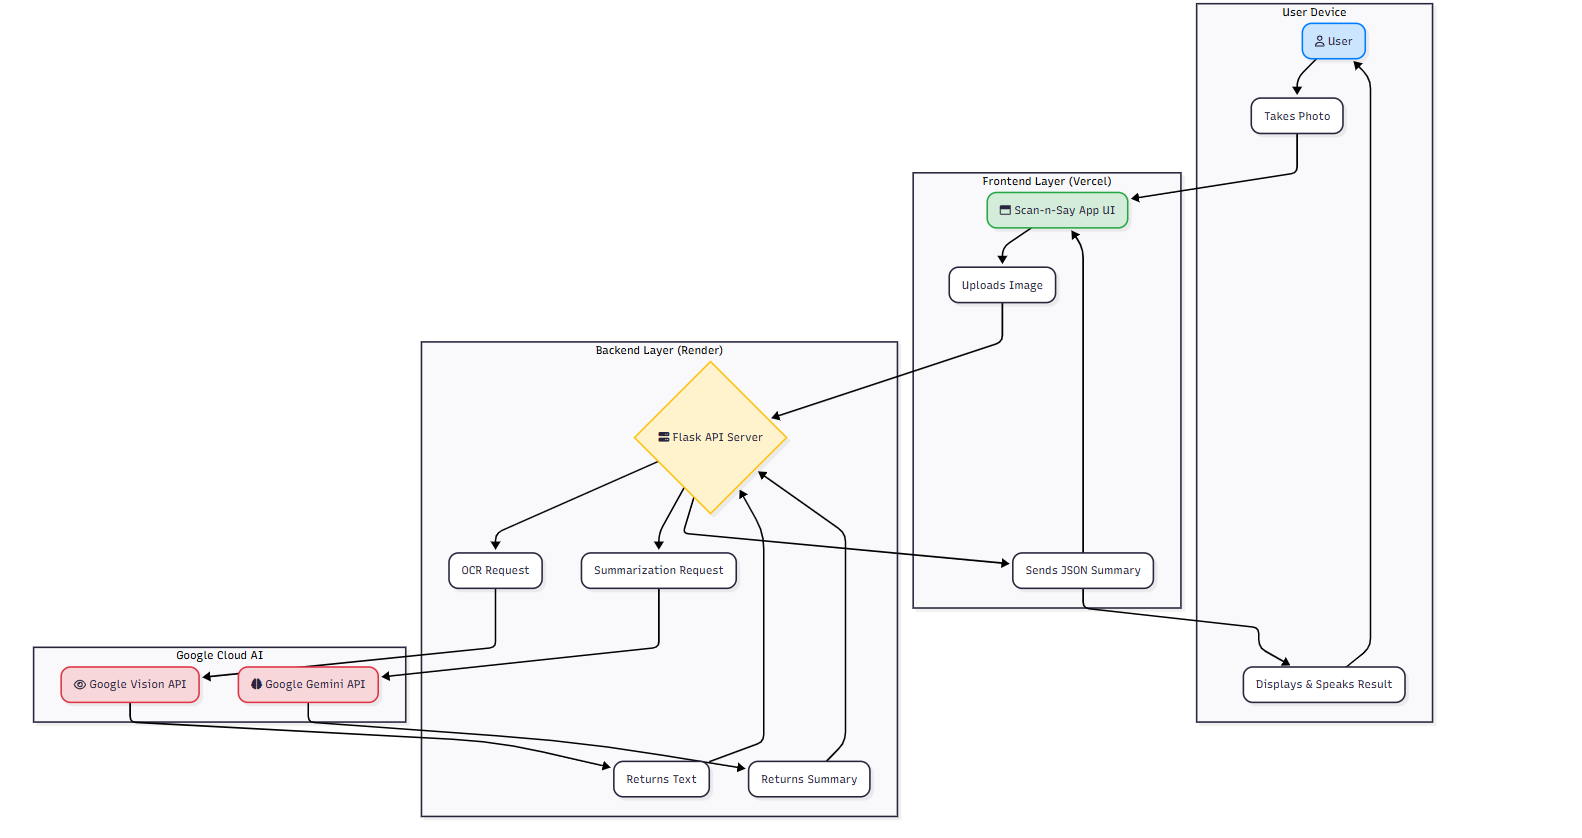 User Device
User
Takes Photo
Frontend Layer (Vercel)
Scan-n-Say App UI
Uploads Image
Backend Layer (Render)
Flask API Server
OCR Request
Summarization Request
Sends JSON Summary
Google Cloud AI
Google Vision API
Google Gemini API
Displays & Speaks Result
Returns Text
Returns Summary